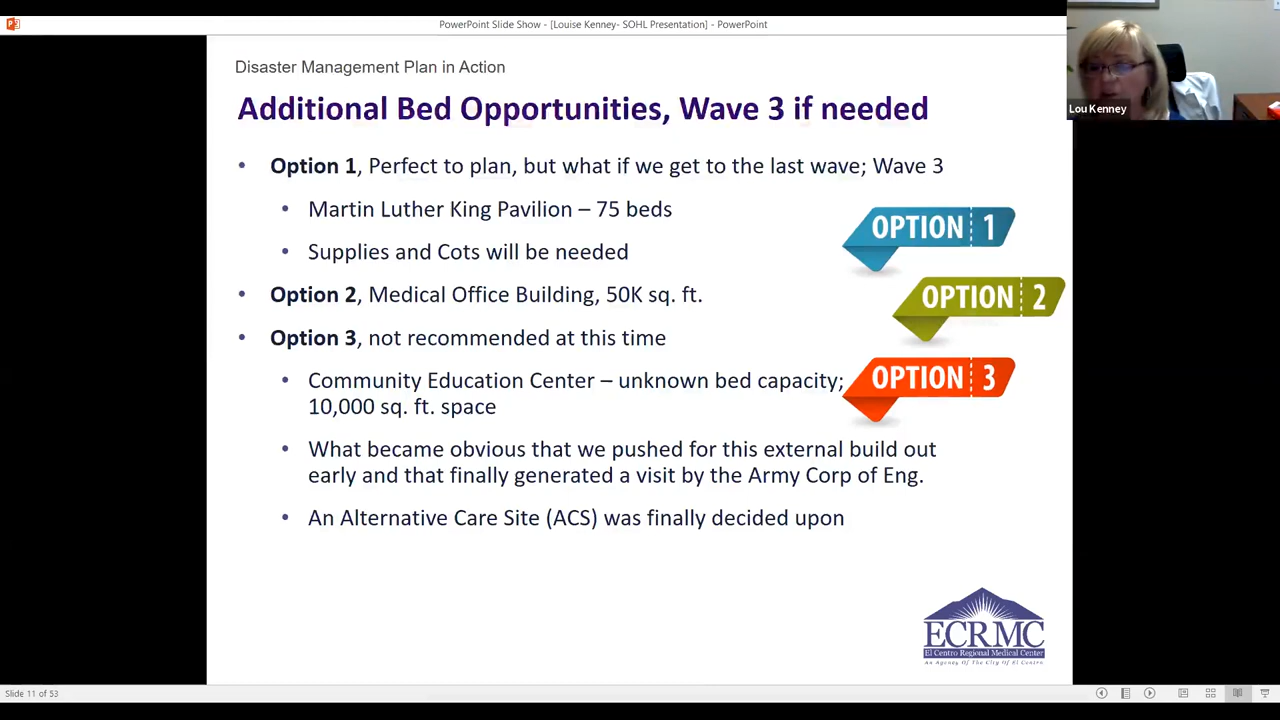 PowerPoint Slide Show - [Louise Kenney- SOHL Presentation] - PowerPoint
Lou Kenney
Disaster Management Plan in Action
Additional Bed Opportunities, Wave 3 if needed
• Option 1, Perfect to plan, but what if we get to the last wave; Wave 3
• Martin Luther King Pavilion – 75 beds
• Supplies and Cots will be needed
• Option 2, Medical Office Building, 50K sq. ft.
• Option 3, not recommended at this time
• Community Education Center – unknown bed capacity;
10,000 sq. ft. space
• What became obvious that we pushed for this external build out
early and that finally generated a visit by the Army Corp of Eng.
• An Alternative Care Site (ACS) was finally decided upon
OPTION 1
OPTION 2
OPTION 3
ECRMC
El Centro Regional Medical Center
An Agency Of The City Of El Centro
Slide 11 of 53